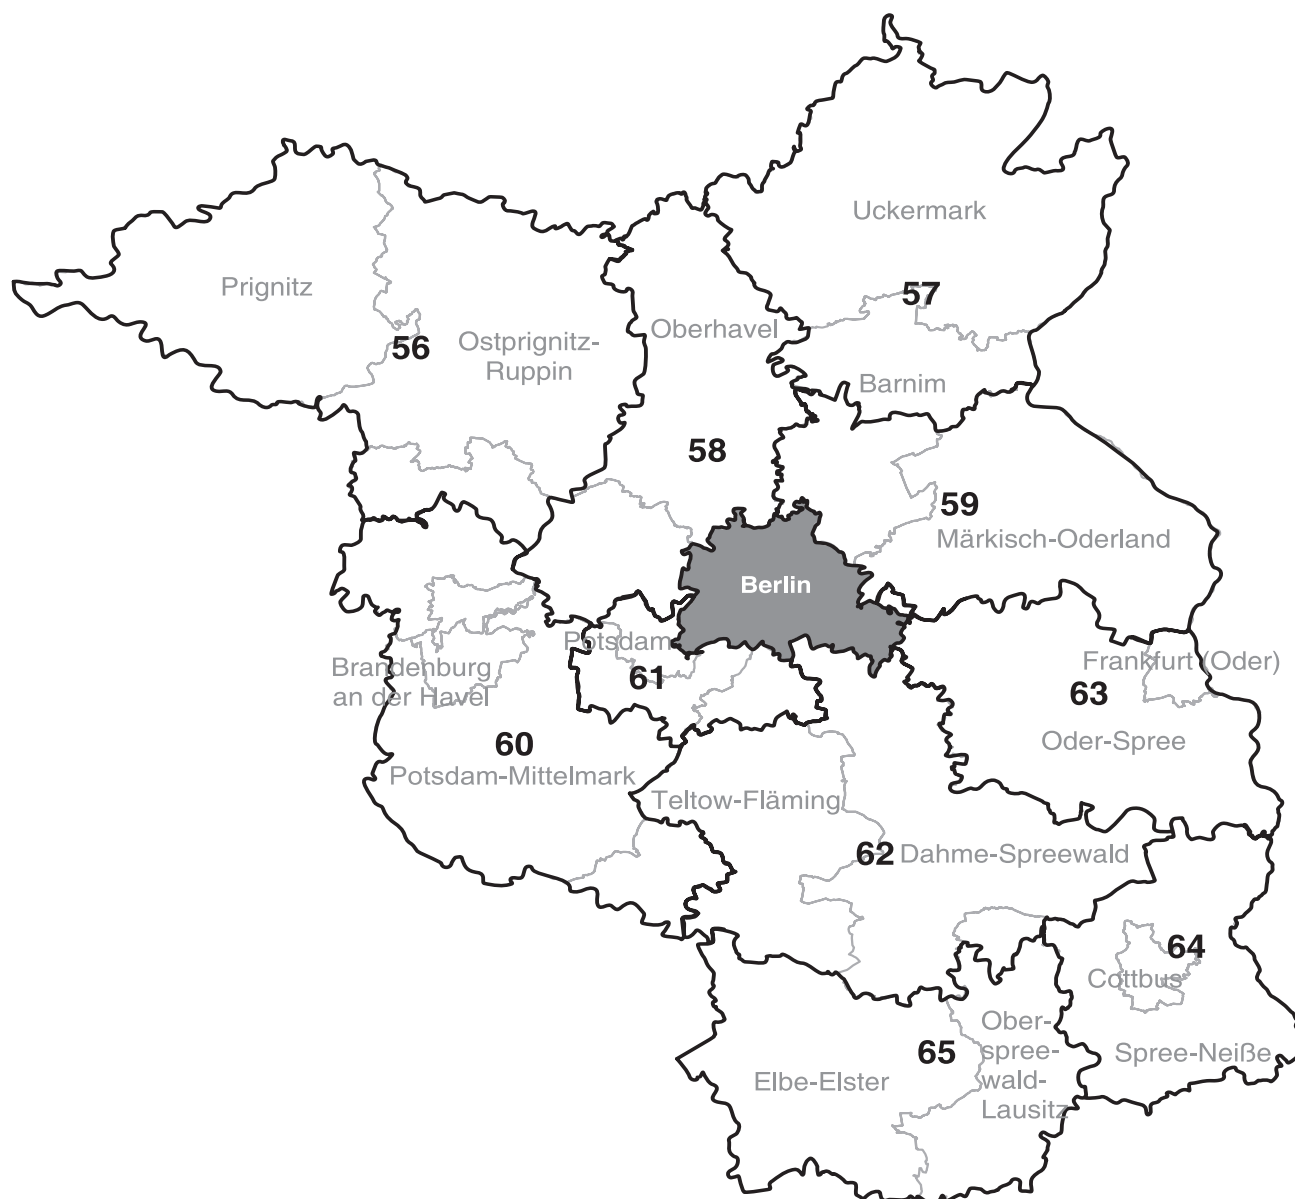 Uckermark
57
Prignitz
Oberhavel
56
Ostprignitz-
Ruppin
Barnim
58
59
Märkisch-Oderland
Berlin
Potsdam
61
Brandenburg
an der Havel
Frankfurt (Oder)
63
60
Oder-Spree
Potsdam-Mittelmark
Teltow-Fläming
62
Dahme-Spreewald
64
Cottbus
Ober-
spree-
wald-
Lausitz
65
Spree-Neiße
Elbe-Elster